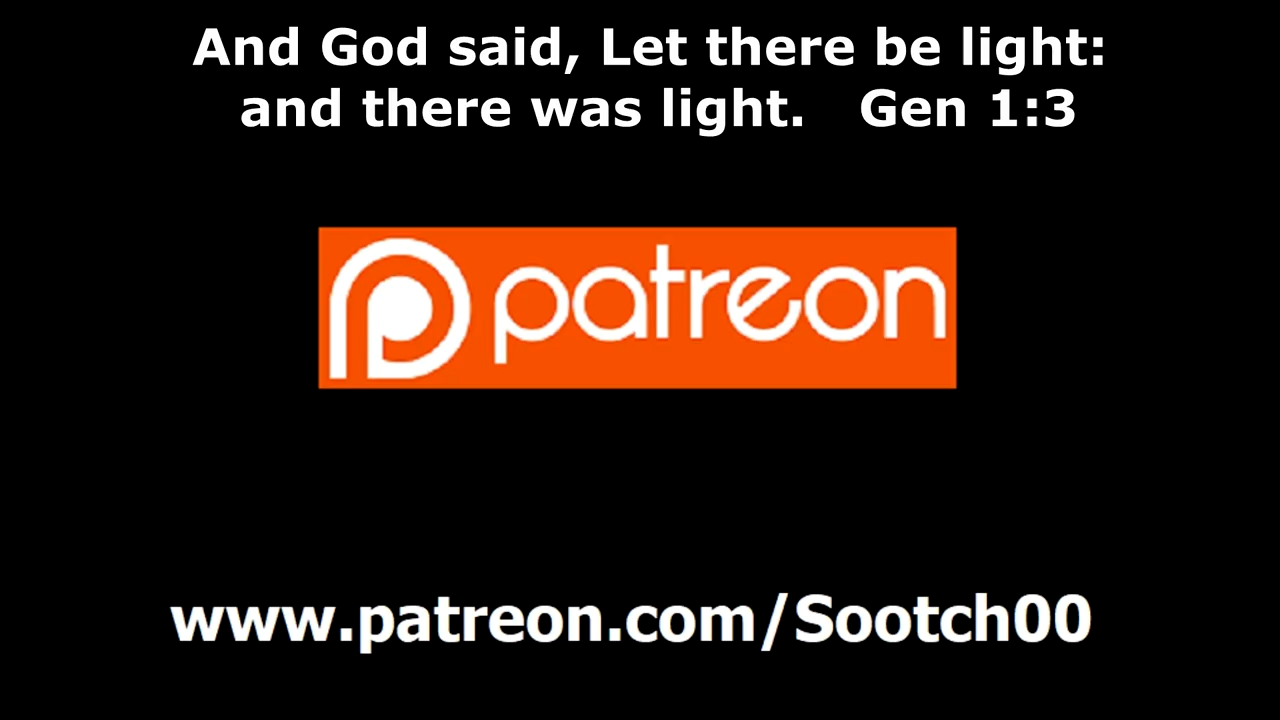 And God said, Let there be light:
and there was light.   Gen 1:3
patreon
www.patreon.com/Sootch00